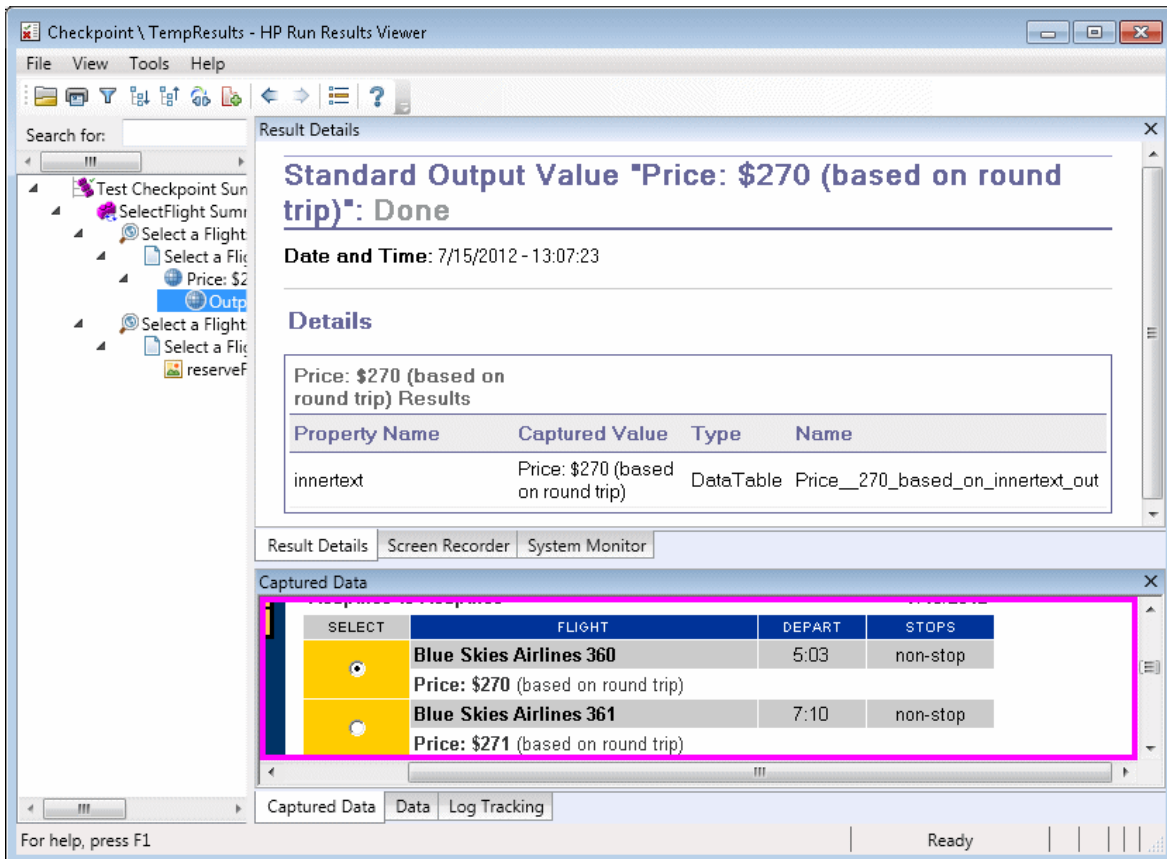 Checkpoint \ TempResults - HP Run Results Viewer
File View Tools Help
Search for:
Test Checkpoint Sun
SelectFlight Sumr
Select a Flight
Select a Flig
Price: $2
Outp
Select a Flight
Select a Flig
reserveF
Result Details
Standard Output Value "Price: $270 (based on round
trip)": Done
Date and Time: 7/15/2012 - 13:07:23
Details
Price: $270 (based on
round trip) Results
Property Name Captured Value Type Name
innertext Price: $270 (based on round trip) DataTable Price__270_based_on_innertext_out
Result Details Screen Recorder System Monitor
Captured Data
SELECT FLIGHT DEPART STOPS
Blue Skies Airlines 360 5:03 non-stop
Price: $270 (based on round trip)
Blue Skies Airlines 361 7:10 non-stop
Price: $271 (based on round trip)
Captured Data Data Log Tracking
For help, press F1 Ready